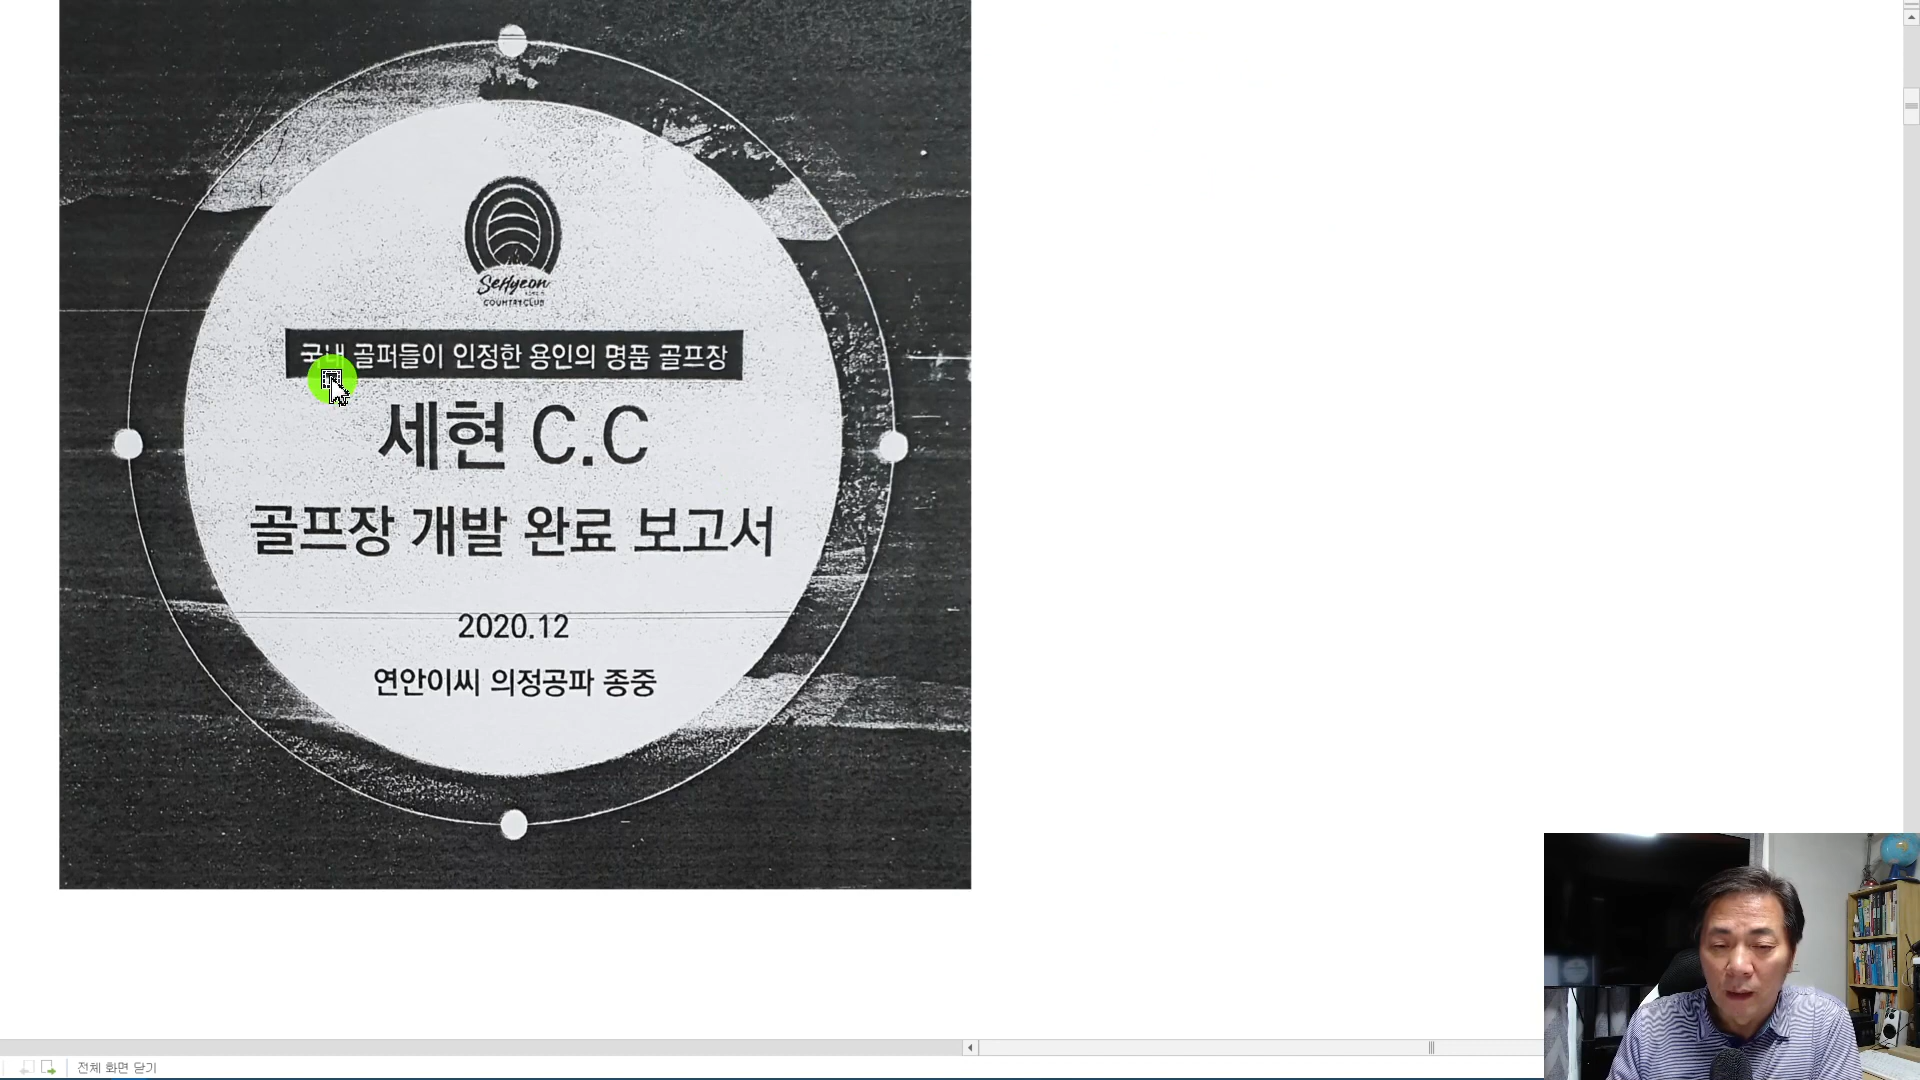 SeHyeon
COUNTRYCLUB
국내 골퍼들이 인정한 용인의 명품 골프장
세현 C.C
골프장 개발 완료 보고서
2020.12
연안이씨 의정공파 종중
전체 화면 닫기